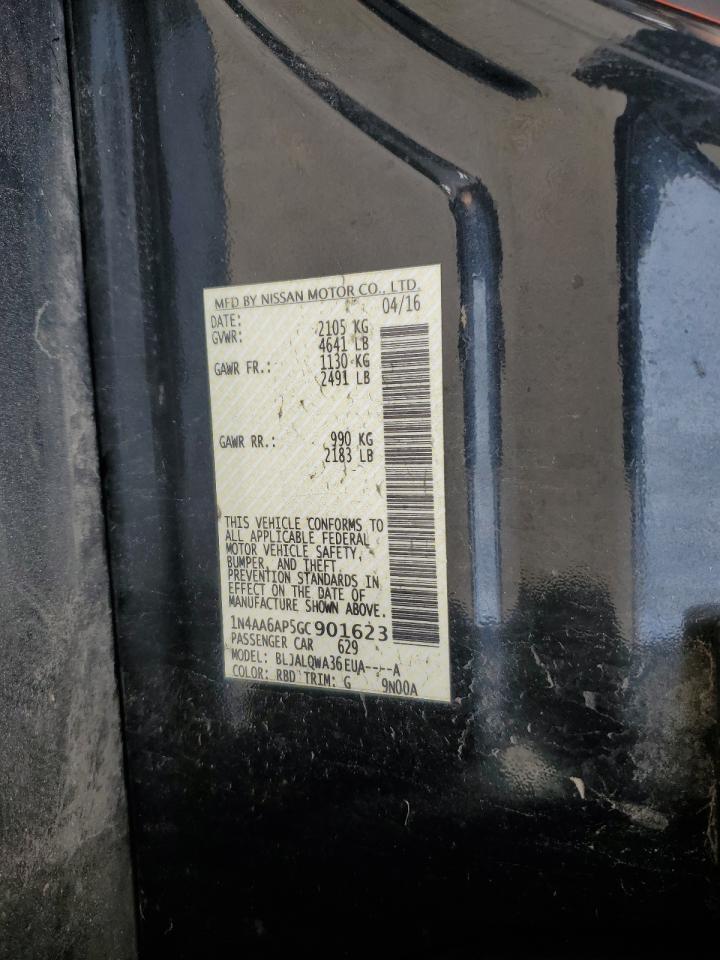 MFD BY NISSAN MOTOR CO., LTD.
DATE: 04/16
GVWR: 2105 KG
4641 LB
GAWR FR.: 1130 KG
2491 LB
GAWR RR.: 990 KG
2183 LB
THIS VEHICLE CONFORMS TO
ALL APPLICABLE FEDERAL
MOTOR VEHICLE SAFETY,
BUMPER, AND THEFT
PREVENTION STANDARDS IN
EFFECT ON THE DATE OF
MANUFACTURE SHOWN ABOVE.
1N4AA6AP5GC901623
PASSENGER CAR 629
MODEL: BLJALQWA36EUA----A
COLOR: RBD TRIM: G 9N00A